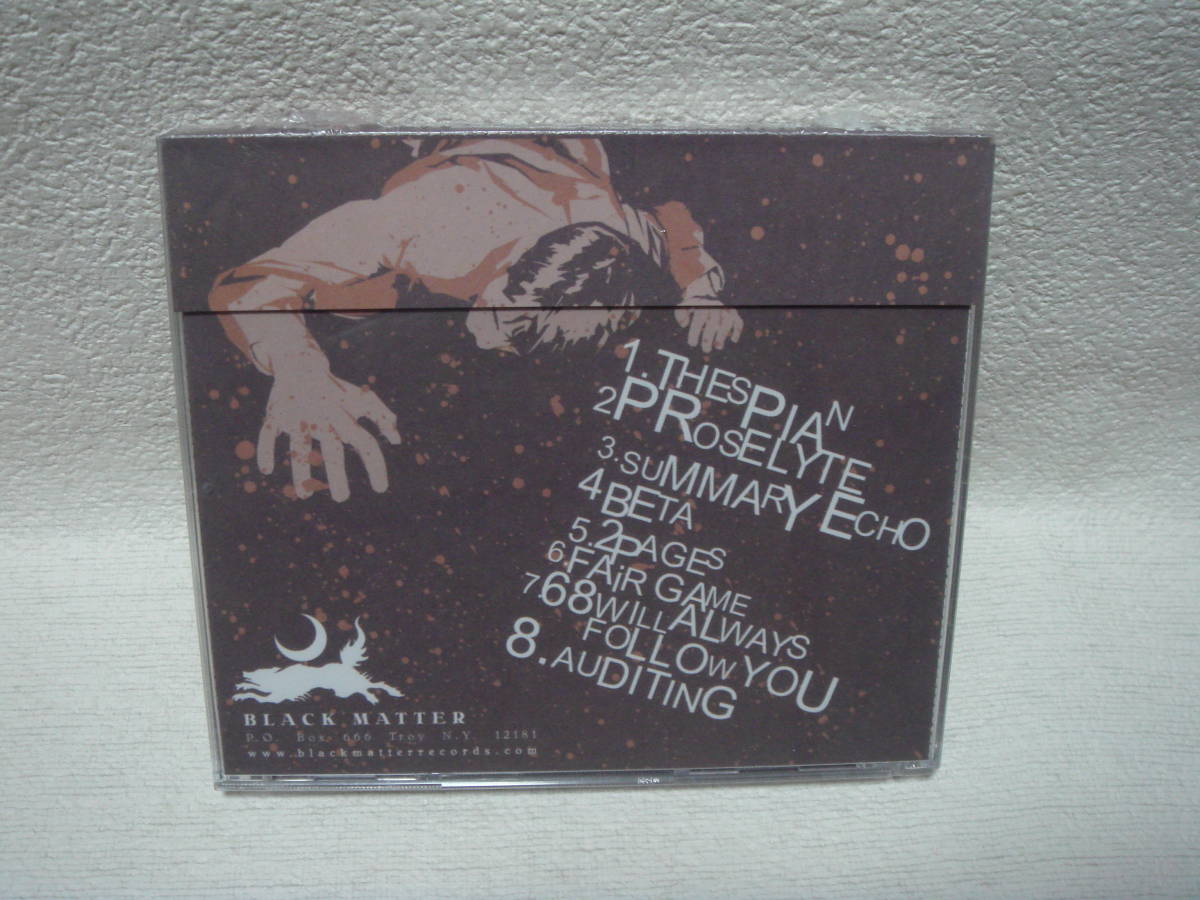 1. THESPIAN
2 PROSELYTE
3. SUMMARY ECHO
4 BETA
5. 2PAGES
6. FAiR GAME
7. 68 WILL ALWAYS
FOLLOW YOU
8. AUDITING
BLACK MATTER
P.O. Box 666 Troy N.Y. 12181
www.blackmatterrecords.com